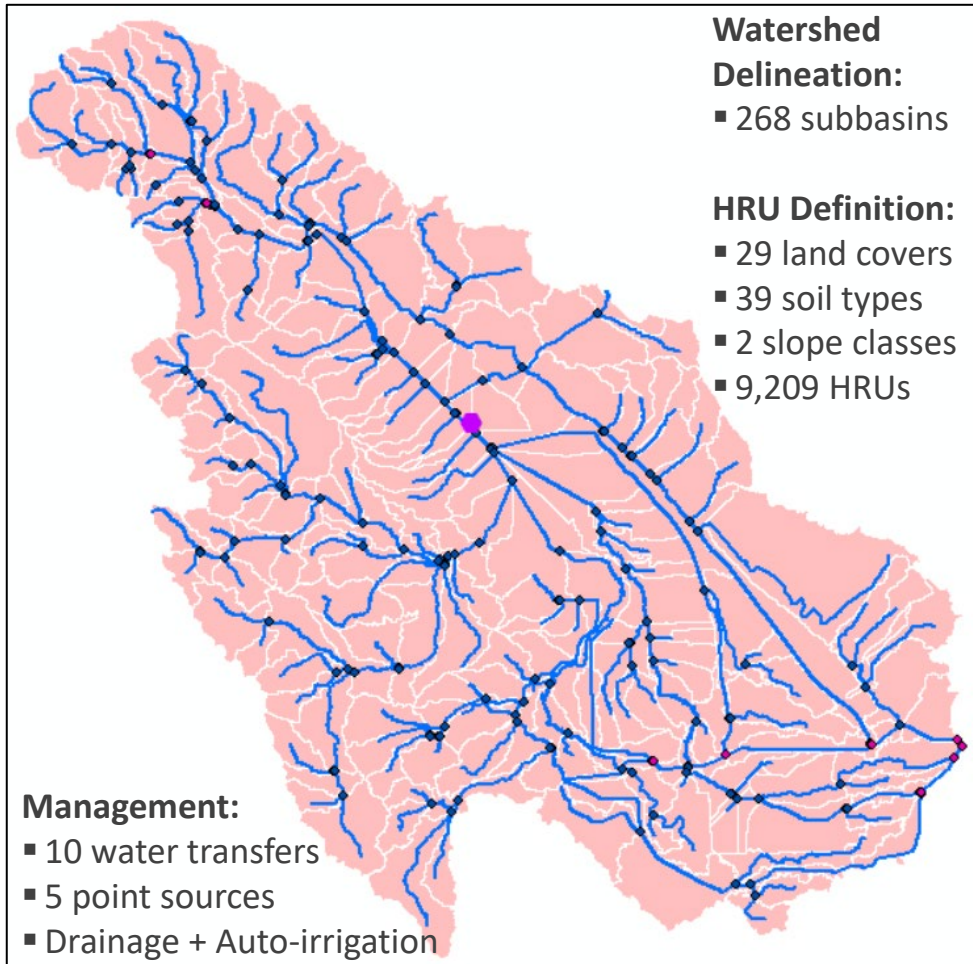 Watershed
Delineation:
▪ 268 subbasins
HRU Definition:
▪ 29 land covers
▪ 39 soil types
▪ 2 slope classes
▪ 9,209 HRUs
Management:
▪ 10 water transfers
▪ 5 point sources
▪ Drainage + Auto-irrigation